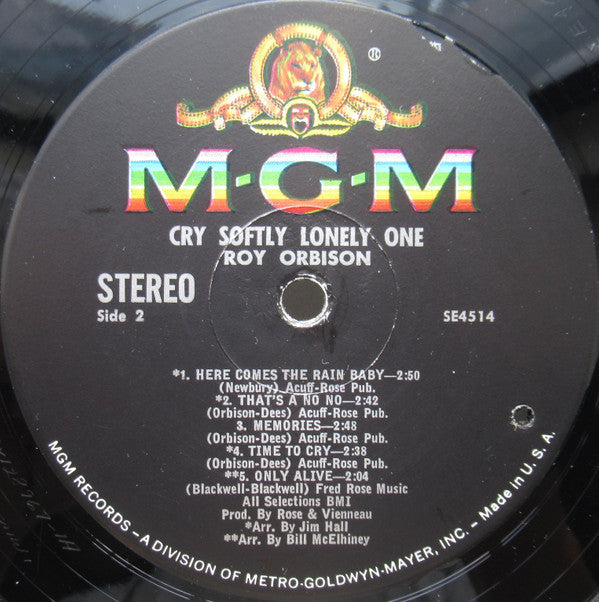 ®
M·G·M
CRY SOFTLY LONELY ONE
ROY ORBISON
STEREO
Side 2
SE4514
*1. HERE COMES THE RAIN BABY—2:50
(Newbury) Acuff-Rose Pub.
*2. THAT'S A NO NO—2:42
(Orbison-Dees) Acuff-Rose Pub.
3. MEMORIES—2:48
(Orbison-Dees) Acuff-Rose Pub.
*4. TIME TO CRY—2:38
(Orbison-Dees) Acuff-Rose Pub.
**5. ONLY ALIVE—2:04
(Blackwell-Blackwell) Fred Rose Music
All Selections BMI
Prod. By Rose & Vienneau
*Arr. By Jim Hall
**Arr. By Bill McElhiney
MGM RECORDS – A DIVISION OF METRO-GOLDWYN-MAYER, INC. – Made in U. S. A.